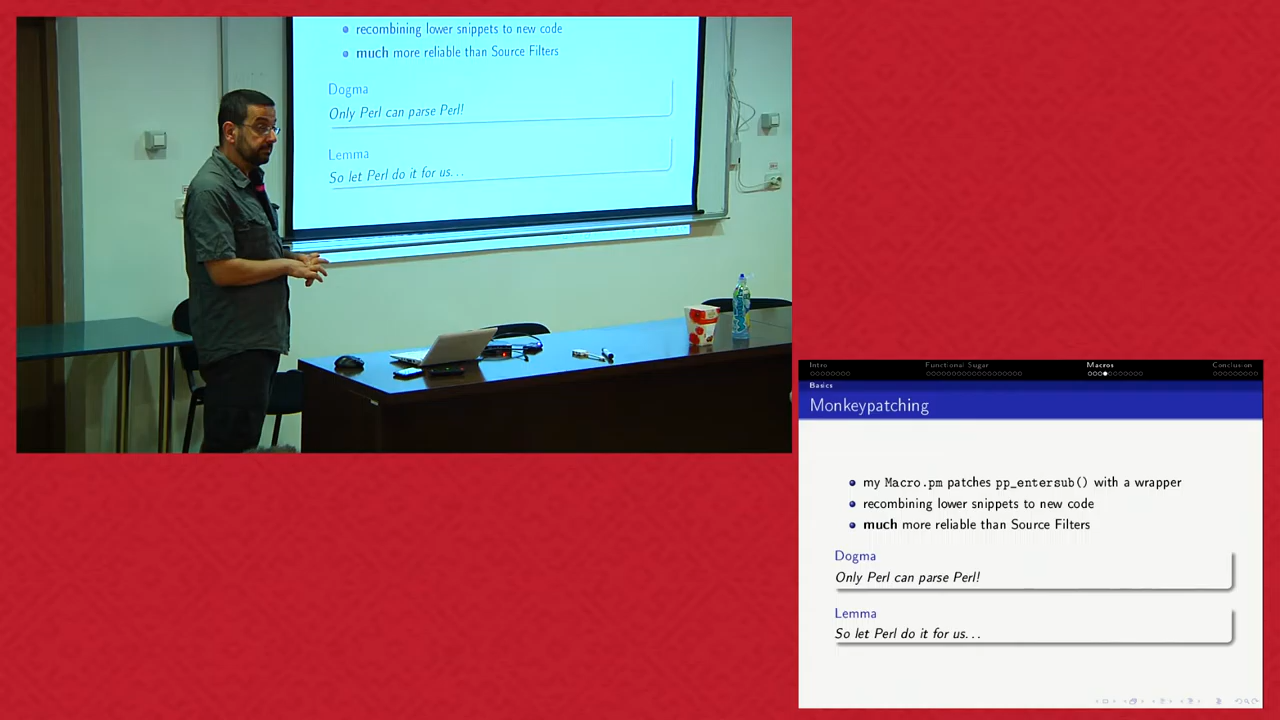 recombining lower snippets to new code
much more reliable than Source Filters
Dogma
Only Perl can parse Perl!
Lemma
So let Perl do it for us...
Intro
Functional Sugar
Macros
Conclusion
Basics
Monkeypatching
my Macro.pm patches pp_entersub() with a wrapper
recombining lower snippets to new code
much more reliable than Source Filters
Dogma
Only Perl can parse Perl!
Lemma
So let Perl do it for us...